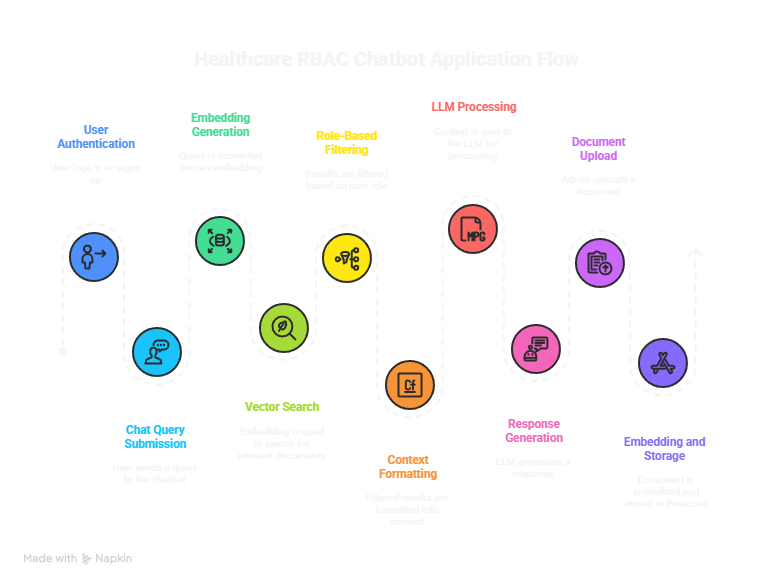 Healthcare RBAC Chatbot Application Flow
User
Authentication
User logs in or signs
up
Chat Query
Submission
User sends a query
to the chatbot
Embedding
Generation
Query is converted
into an embedding
Vector Search
Embedding is used
to search for
relevant documents
Role-Based
Filtering
Results are filtered
based on user role
Cf
Context
Formatting
Filtered results are
formatted into
context
LLM Processing
Context is sent to
the LLM for
processing
MPG
Response
Generation
LLM generates a
response
Document
Upload
Admin uploads a
document
Embedding and
Storage
Document is
embedded and
stored in Pinecone
Made with Napkin